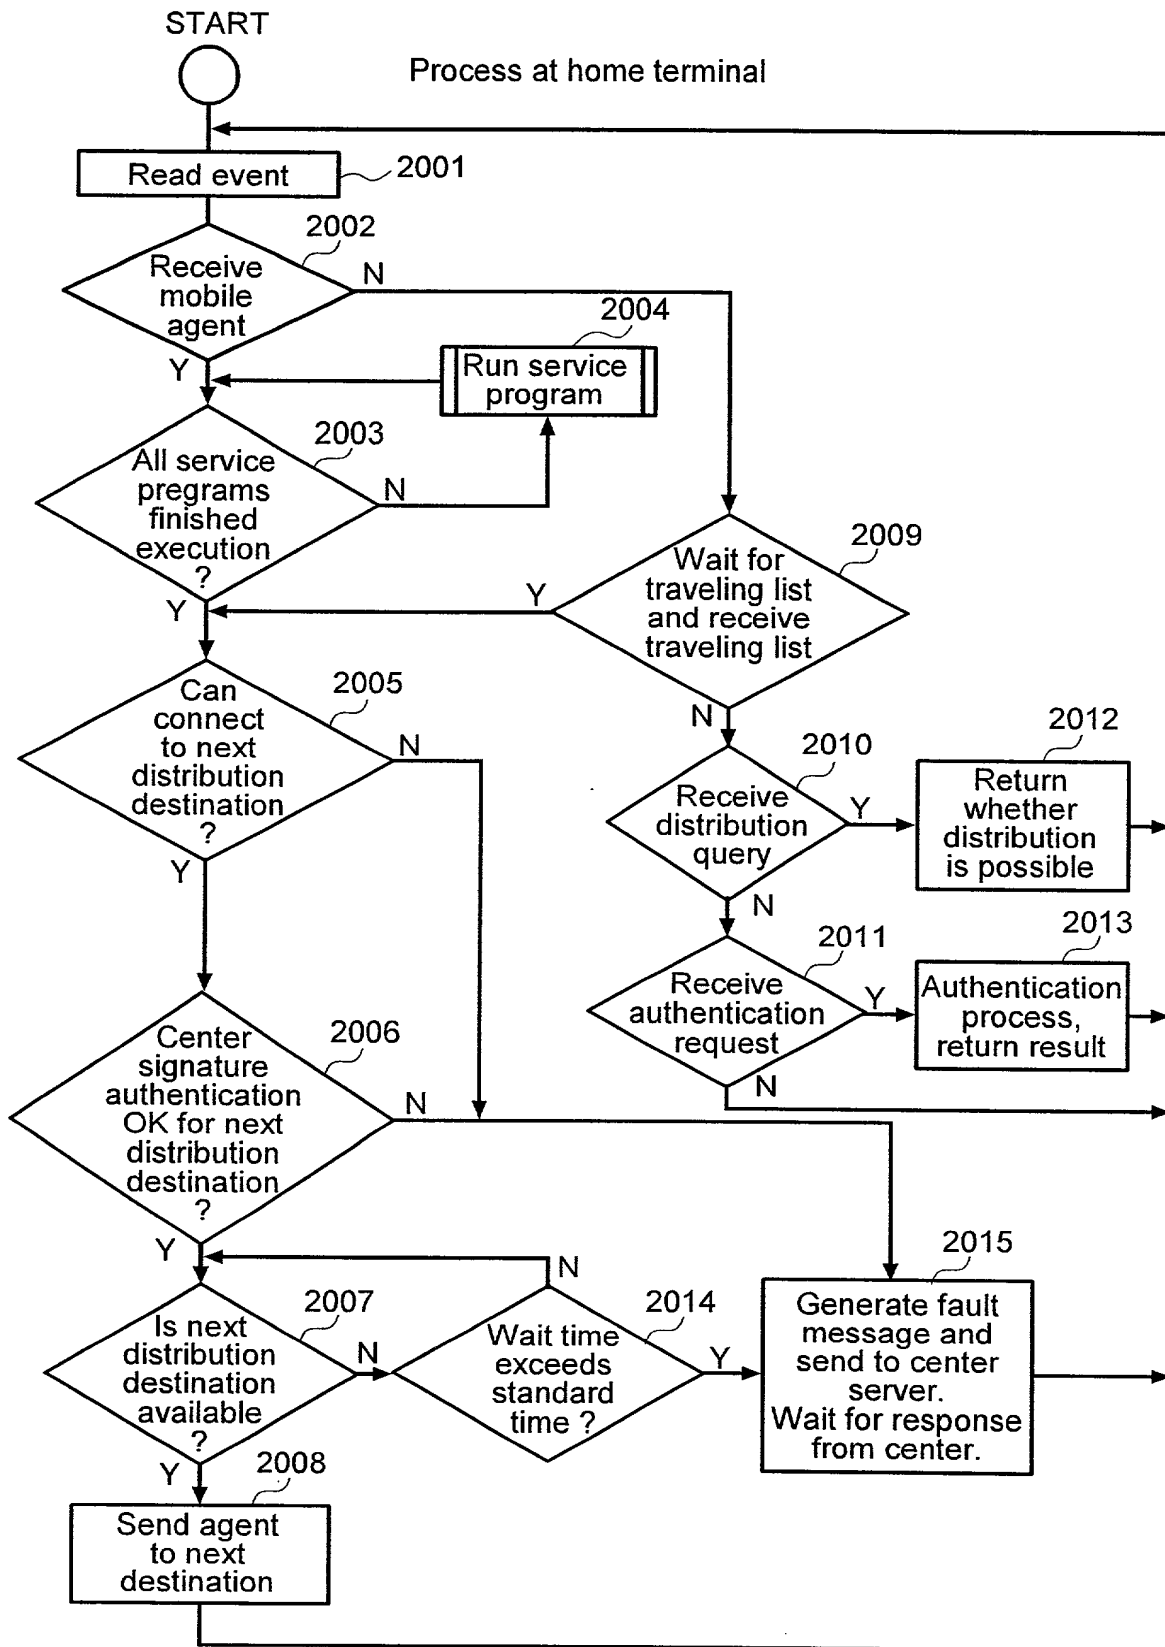 START
Process at home terminal
Read event
2001
2002
Receive
mobile
agent
N
Y
2004
Run service
program
2003
All service
pregrams
finished
execution
?
N
Y
2009
Wait for
traveling list
and receive
traveling list
Y
N
2005
Can
connect
to next
distribution
destination
?
N
Y
2010
Receive
distribution
query
Y
N
2012
Return
whether
distribution
is possible
2011
Receive
authentication
request
Y
N
2013
Authentication
process,
return result
2006
Center
signature
authentication
OK for next
distribution
destination
?
N
Y
2007
Is next
distribution
destination
available
?
N
Y
2014
Wait time
exceeds
standard
time ?
N
Y
2015
Generate fault
message and
send to center
server.
Wait for response
from center.
2008
Send agent
to next
destination